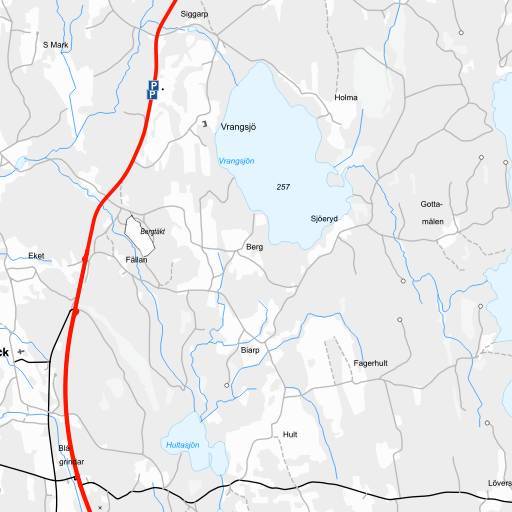 Siggarp
S Mark
P
P
Holma
Vrangsjö
Vrangsjön
257
Gotta-
målen
Sjöeryd
Bergtäkt
Berg
Eket
Fällan
ck
Biarp
Fagerhult
Hult
Hultasjön
Blå
grindar
Lövers